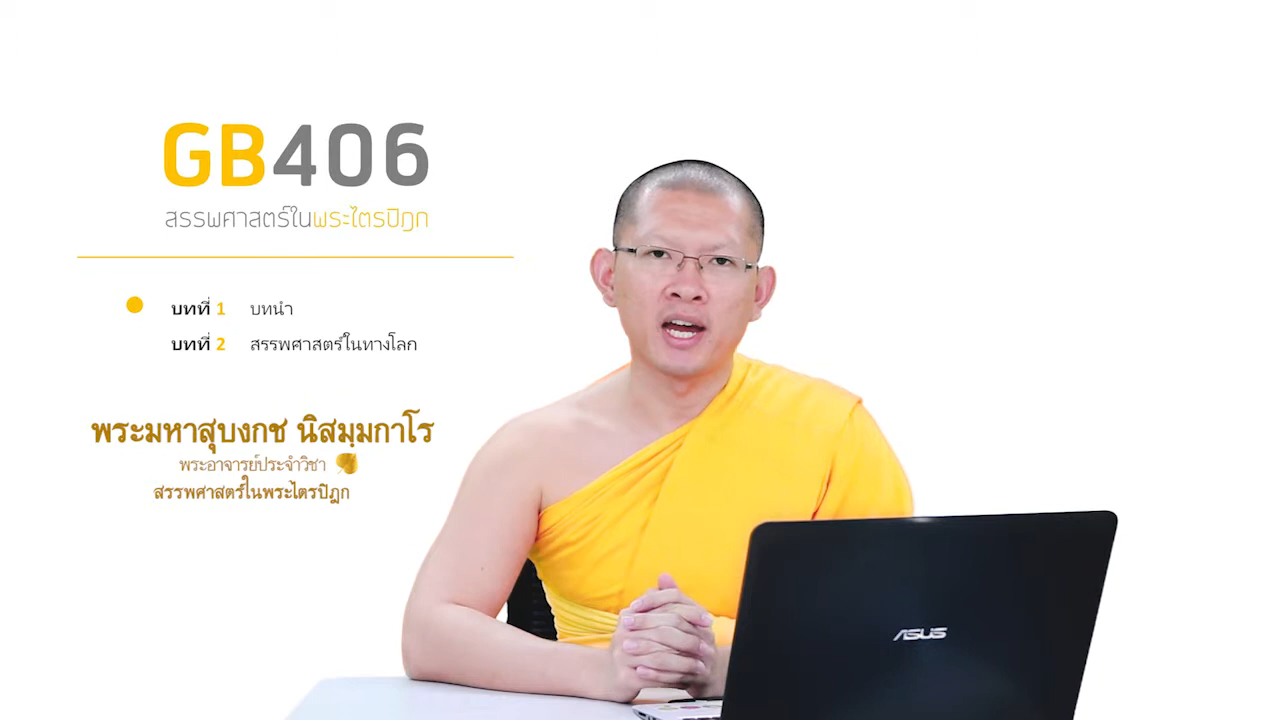 GB406
สรรพศาสตร์ในพระไตรปิฎก
บทที่ 1 บทนำ
บทที่ 2 สรรพศาสตร์ในทางโลก
พระมหาสุบงกช นิสมฺมกาโร
พระอาจารย์ประจำวิชา
สรรพศาสตร์ในพระไตรปิฎก
ASUS